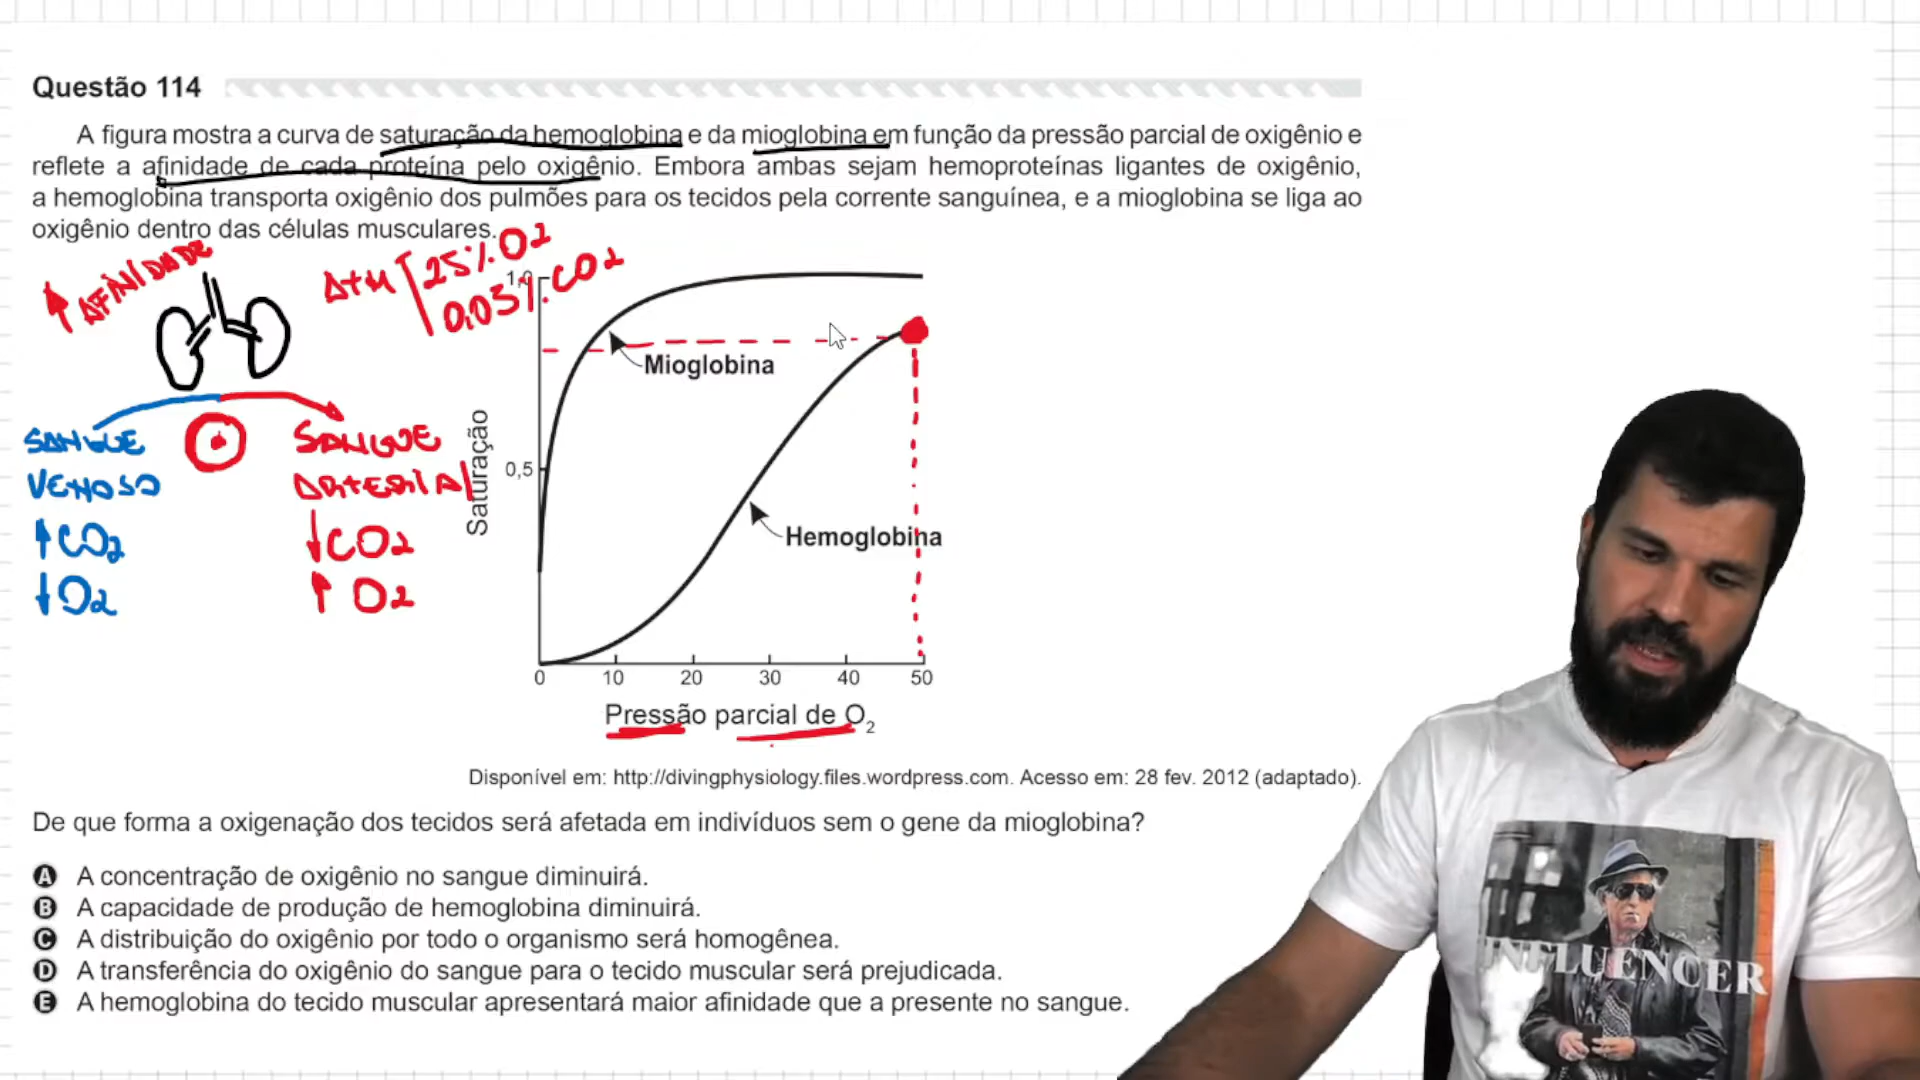 Questão 114
A figura mostra a curva de saturação da hemoglobina e da mioglobina em função da pressão parcial de oxigênio e
reflete a afinidade de cada proteína pelo oxigênio. Embora ambas sejam hemoproteínas ligantes de oxigênio,
a hemoglobina transporta oxigênio dos pulmões para os tecidos pela corrente sanguínea, e a mioglobina se liga ao
oxigênio dentro das células musculares.
↑ AFINIDADE
ATM
25% O2
0,03% CO2
1,0
Mioglobina
SANGUE
VENOSO
↑CO2
↓O2
SANGUE
ARTERIAL
↓CO2
↑ O2
Saturação
0,5
Hemoglobina
0 10 20 30 40 50
Pressão parcial de O2
Disponível em: http://divingphysiology.files.wordpress.com. Acesso em: 28 fev. 2012 (adaptado).
De que forma a oxigenação dos tecidos será afetada em indivíduos sem o gene da mioglobina?
A A concentração de oxigênio no sangue diminuirá.
B A capacidade de produção de hemoglobina diminuirá.
C A distribuição do oxigênio por todo o organismo será homogênea.
D A transferência do oxigênio do sangue para o tecido muscular será prejudicada.
E A hemoglobina do tecido muscular apresentará maior afinidade que a presente no sangue.
INFLUENCER